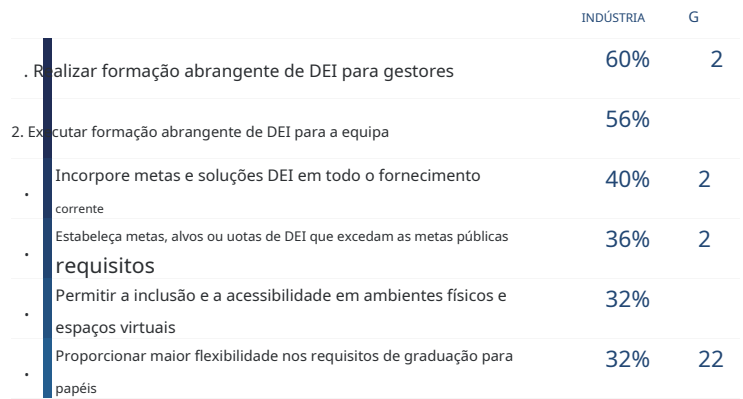 INDÚSTRIA G
. Realizar formação abrangente de DEI para gestores 60% 2
2. Executar formação abrangente de DEI para a equipa 56%
. Incorpore metas e soluções DEI em todo o fornecimento 40% 2
corrente
. Estabeleça metas, alvos ou uotas de DEI que excedam as metas públicas 36% 2
requisitos
. Permitir a inclusão e a acessibilidade em ambientes físicos e 32%
espaços virtuais
. Proporcionar maior flexibilidade nos requisitos de graduação para 32% 22
papéis